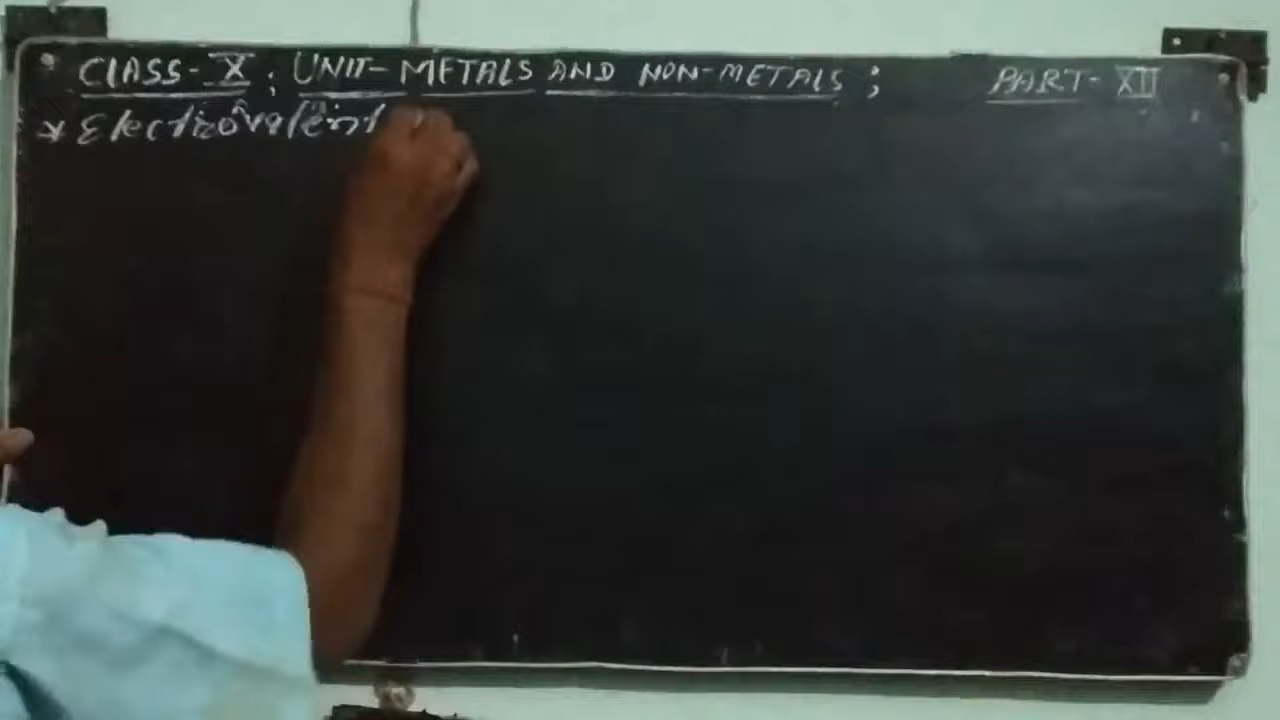 CLASS-X; UNIT-METALS AND NON-METALS; PART-XII
* Electrovalent